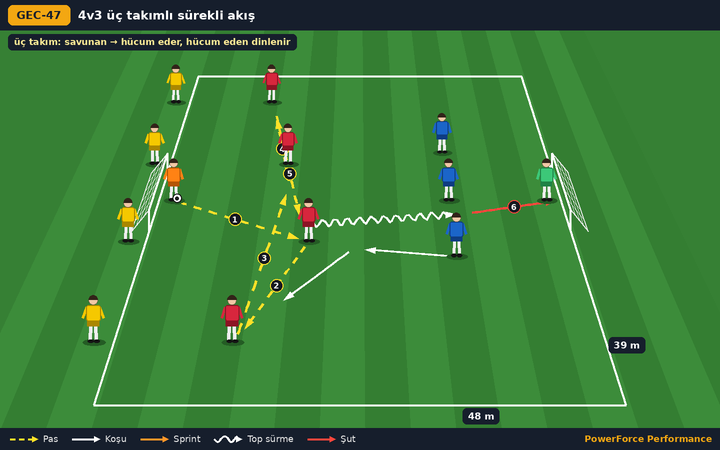 GEC-47 4v3 üç takımlı sürekli akış
üç takım: savunan → hücum eder, hücum eden dinlenir
4
5
1
6
3
2
39 m
48 m
Pas Koşu Sprint Top sürme Şut PowerForce Performance